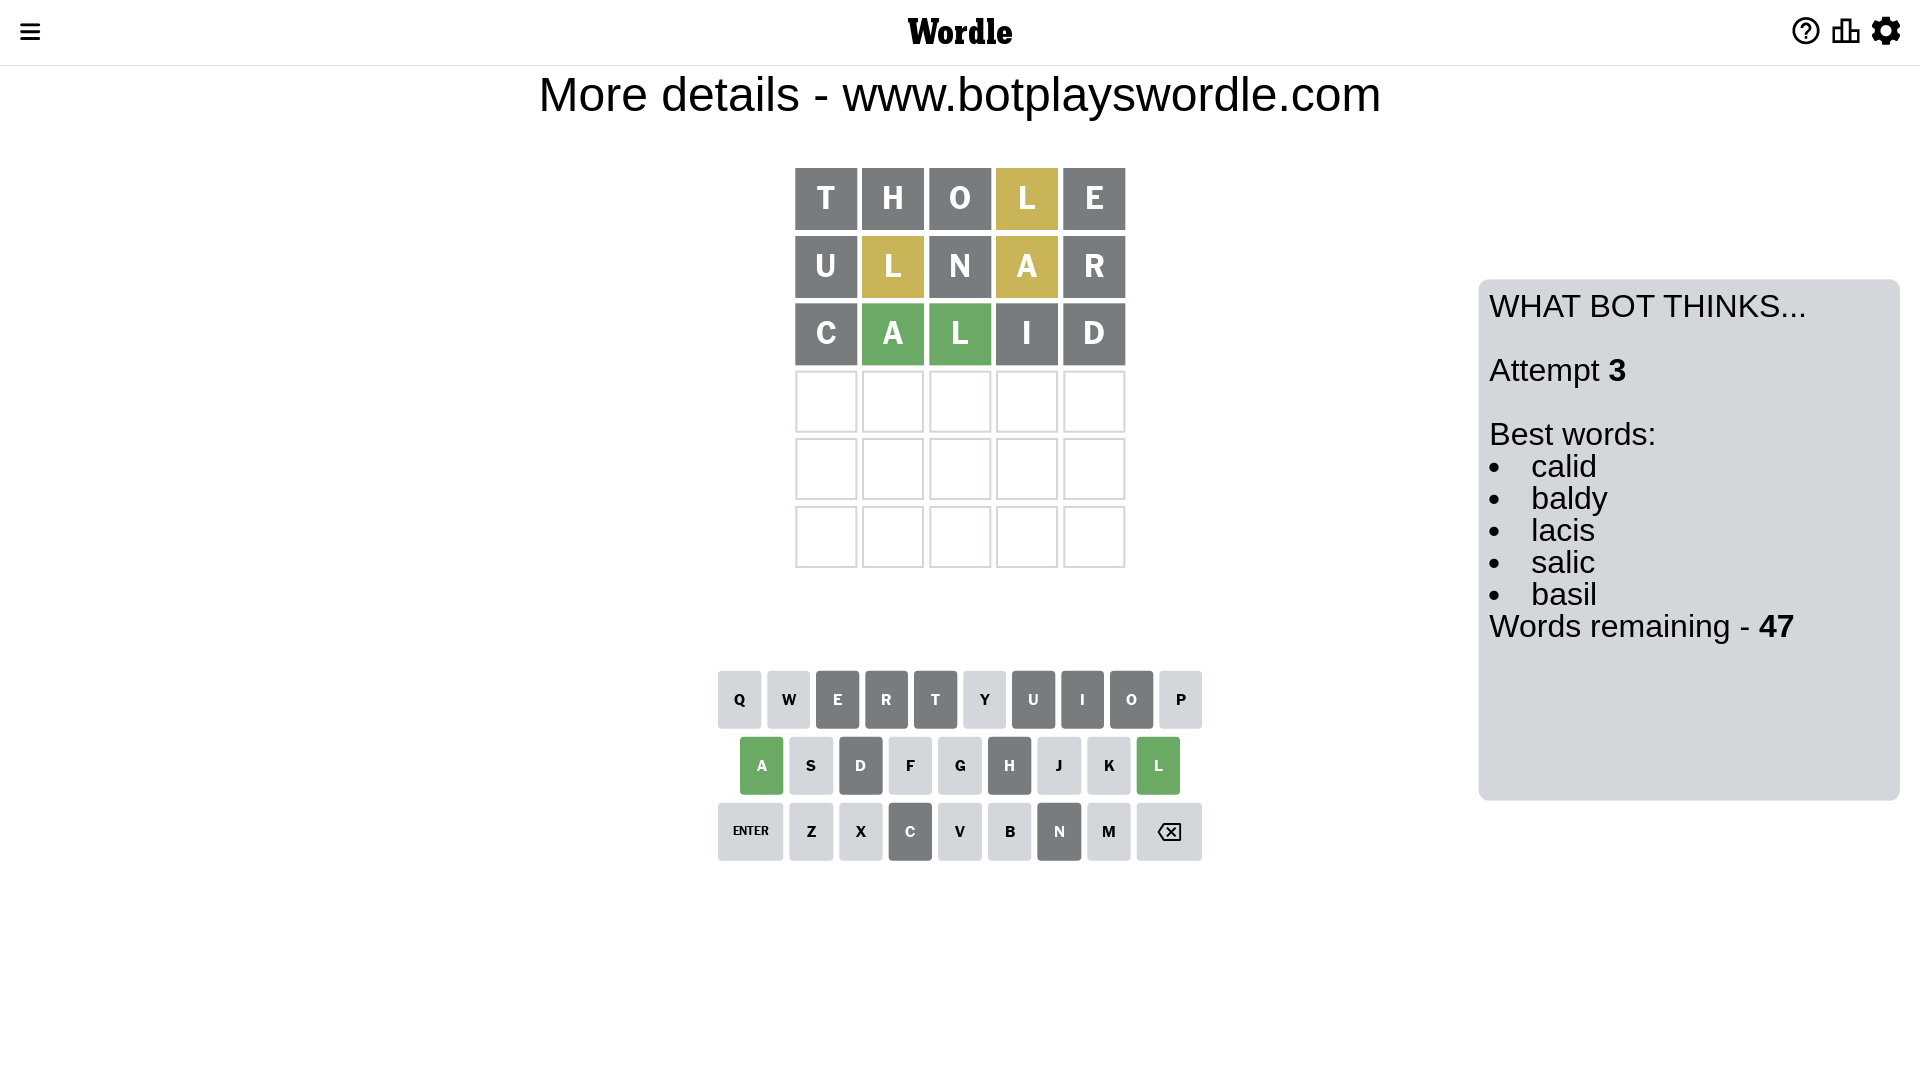 Wordle
More details - www.botplayswordle.com
T H O L E
U L N A R
C A L I D
WHAT BOT THINKS...
Attempt 3
Best words:
• calid
• baldy
• lacis
• salic
• basil
Words remaining - 47
Q W E R T Y U I O P
A S D F G H J K L
ENTER Z X C V B N M